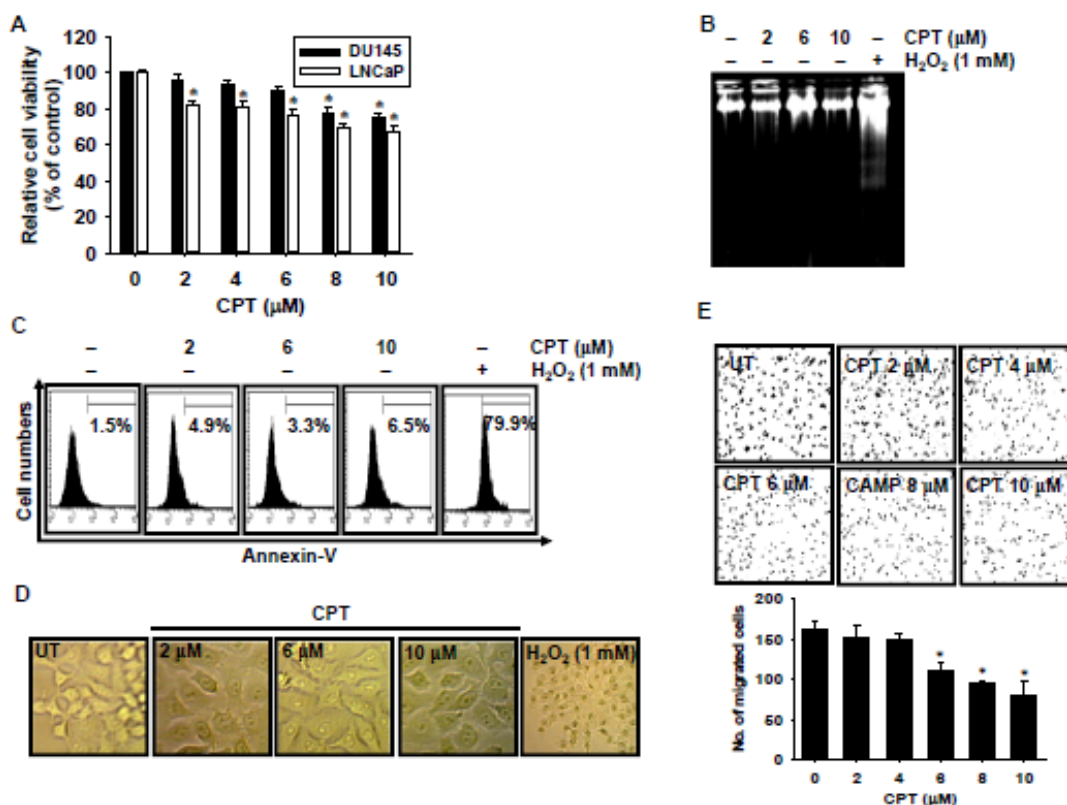 A
120
100
80
60
40
20
0
Relative cell viability
(% of control)
DU145
LNCaP
* * * * * * *
0 2 4 6 8 10
CPT (µM)
B
– 2 6 10 – CPT (µM)
– – – – + H₂O₂ (1 mM)
C
– 2 6 10 – CPT (µM)
– – – – + H₂O₂ (1 mM)
Cell numbers
1.5% 4.9% 3.3% 6.5% 79.9%
Annexin-V
D
CPT
UT 2 µM 6 µM 10 µM H₂O₂ (1 mM)
E
UT CPT 2 µM CPT 4 µM
CPT 6 µM CAMP 8 µM CPT 10 µM
200
150
100
50
0
No. of migrated cells
* * *
0 2 4 6 8 10
CPT (µM)